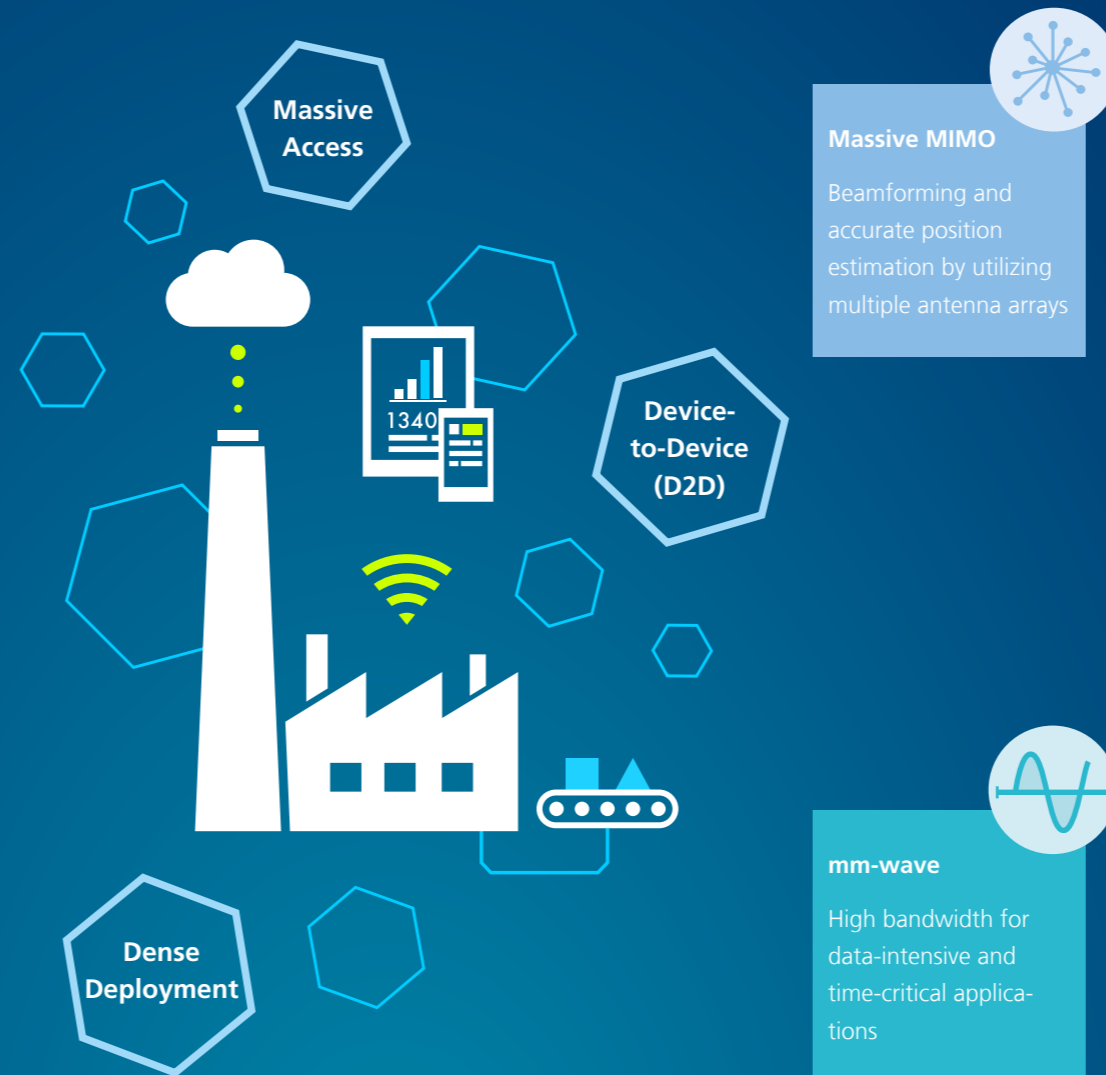 Massive
Access
Massive MIMO
Beamforming and
accurate position
estimation by utilizing
multiple antenna arrays
1340
Device-
to-Device
(D2D)
mm-wave
High bandwidth for
data-intensive and
time-critical applica-
tions
Dense
Deployment